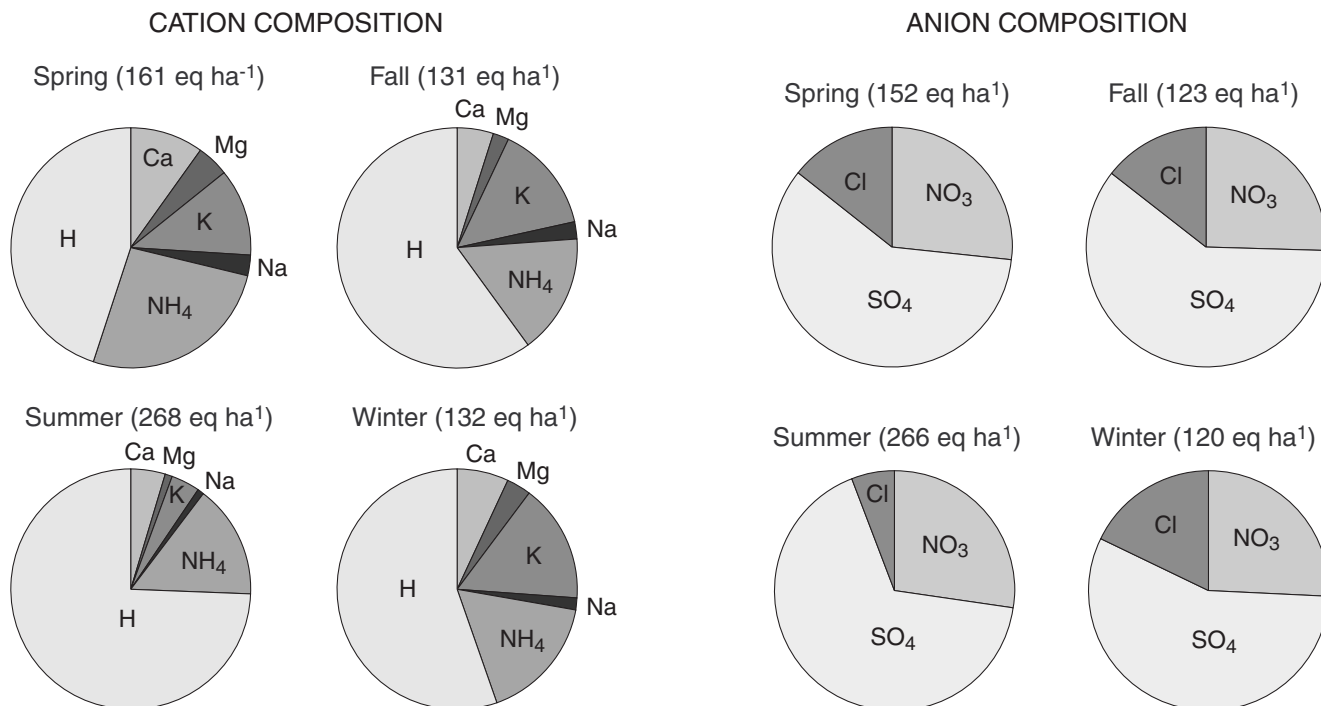 CATION COMPOSITION
Spring (161 eq ha-1)
Ca
Mg
K
Na
NH4
H
Fall (131 eq ha1)
Ca
Mg
K
Na
NH4
H
Summer (268 eq ha1)
Ca
Mg
K
Na
NH4
H
Winter (132 eq ha1)
Ca
Mg
K
Na
NH4
H
ANION COMPOSITION
Spring (152 eq ha1)
Cl
NO3
SO4
Fall (123 eq ha1)
Cl
NO3
SO4
Summer (266 eq ha1)
Cl
NO3
SO4
Winter (120 eq ha1)
Cl
NO3
SO4